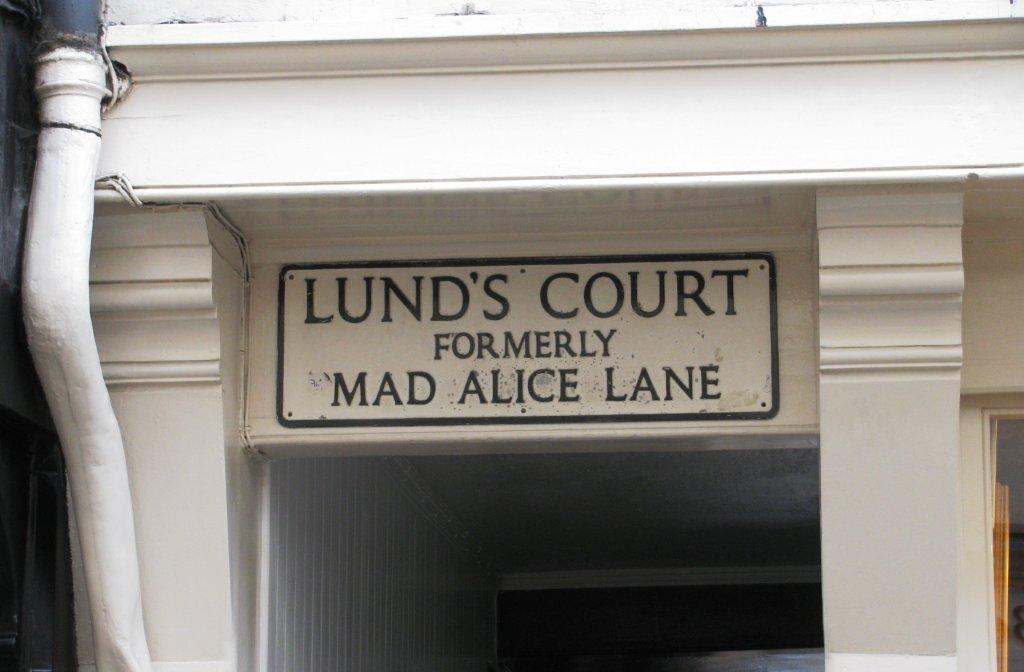 LUND'S COURT
FORMERLY
MAD ALICE LANE